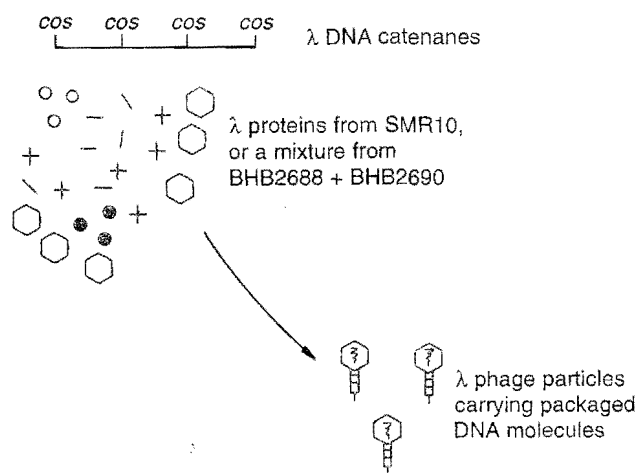 cos cos cos cos
λ DNA catenanes
λ proteins from SMR10,
or a mixture from
BHB2688 + BHB2690
λ phage particles
carrying packaged
DNA molecules